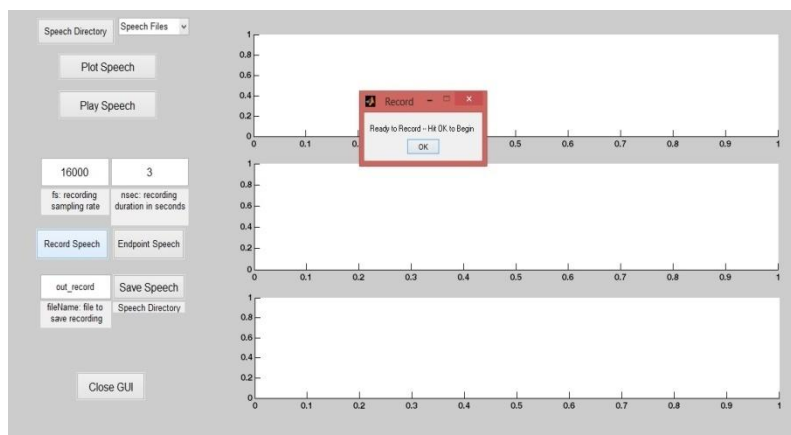 Speech Directory
Speech Files
Plot Speech
Play Speech
16000
3
fs: recording
sampling rate
nsec: recording
duration in seconds
Record Speech
Endpoint Speech
out_record
Save Speech
fileName: file to
save recording
Speech Directory
Close GUI
1
0.8
0.6
0.4
0.2
0
0 0.1 0. 0.5 0.6 0.7 0.8 0.9 1
Record
Ready to Record -- Hit OK to Begin
OK
1
0.8
0.6
0.4
0.2
0
0 0.1 0.2 0.3 0.4 0.5 0.6 0.7 0.8 0.9 1
1
0.8
0.6
0.4
0.2
0
0 0.1 0.2 0.3 0.4 0.5 0.6 0.7 0.8 0.9 1